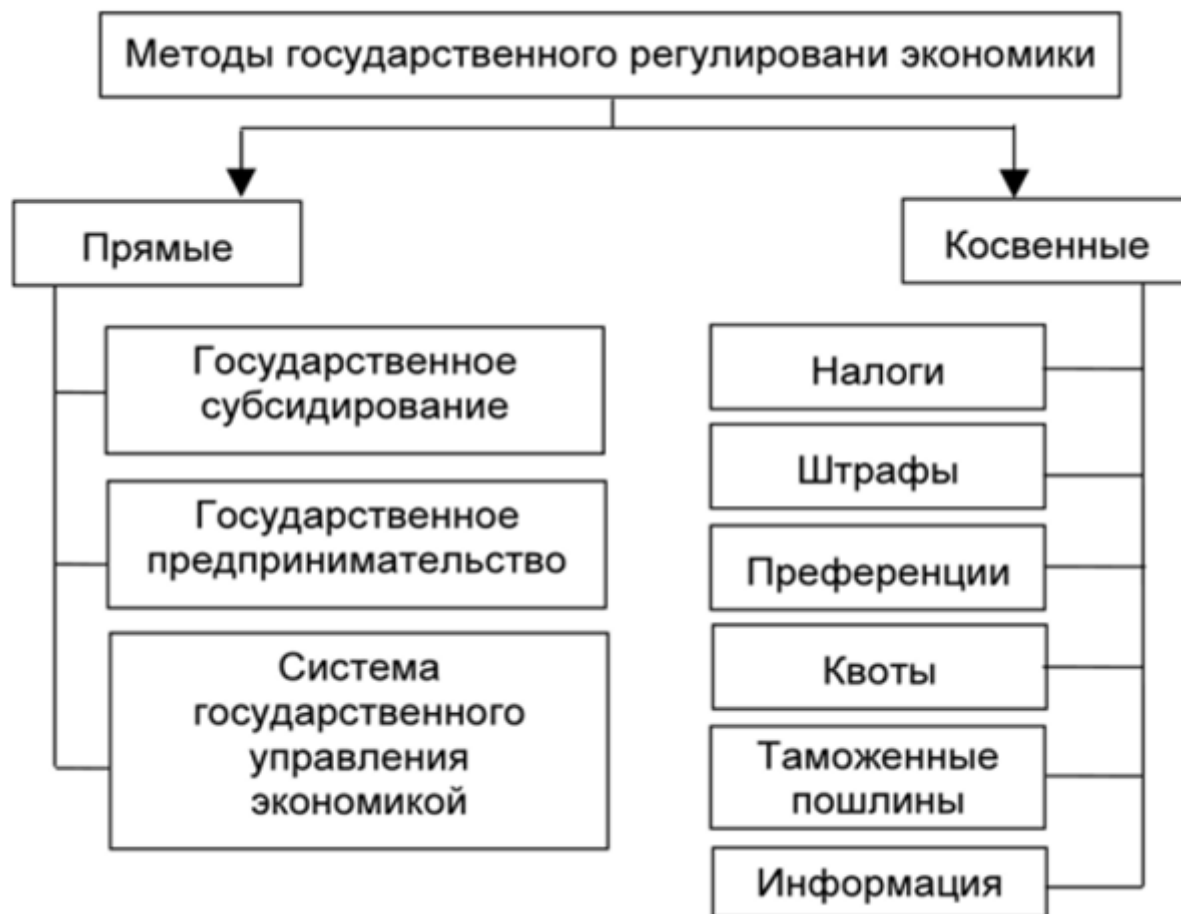 Методы государственного регулировани экономики
Прямые
Косвенные
Государственное
субсидирование
Государственное
предпринимательство
Система
государственного
управления
экономикой
Налоги
Штрафы
Преференции
Квоты
Таможенные
пошлины
Информация